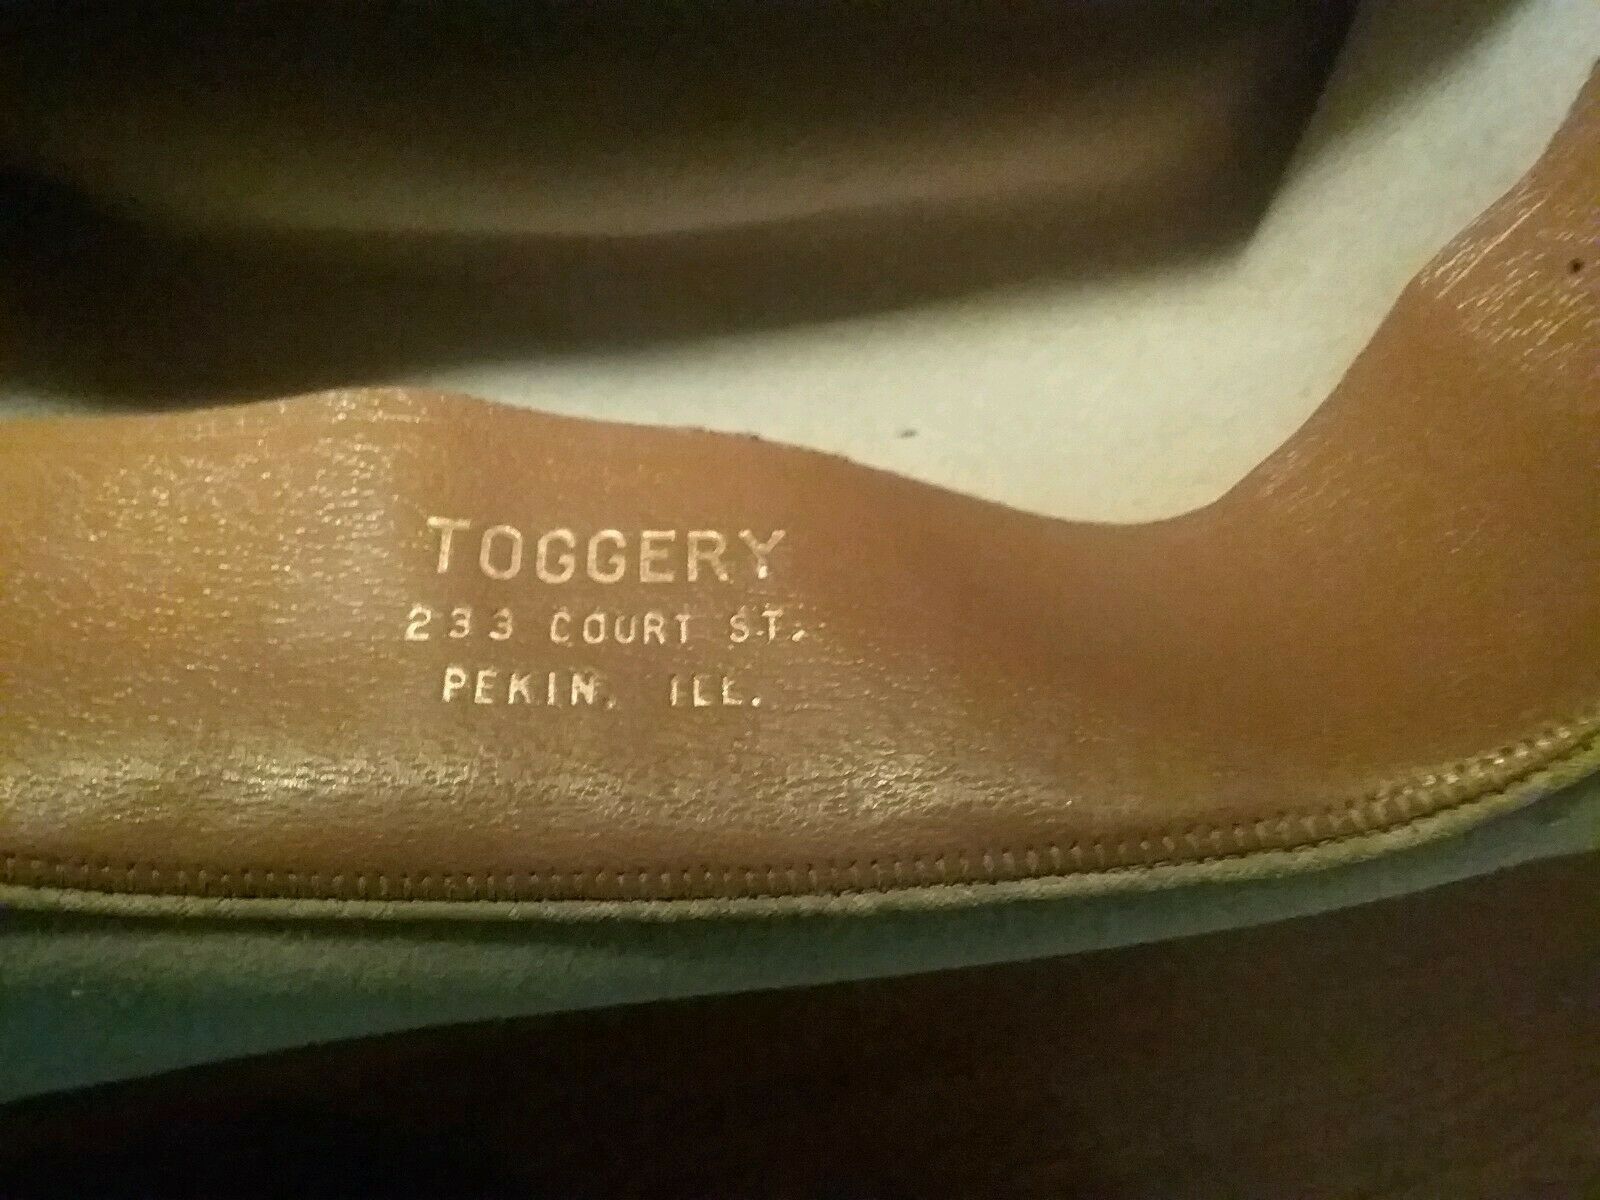 TOGGERY
233 COURT ST.
PEKIN, ILL.